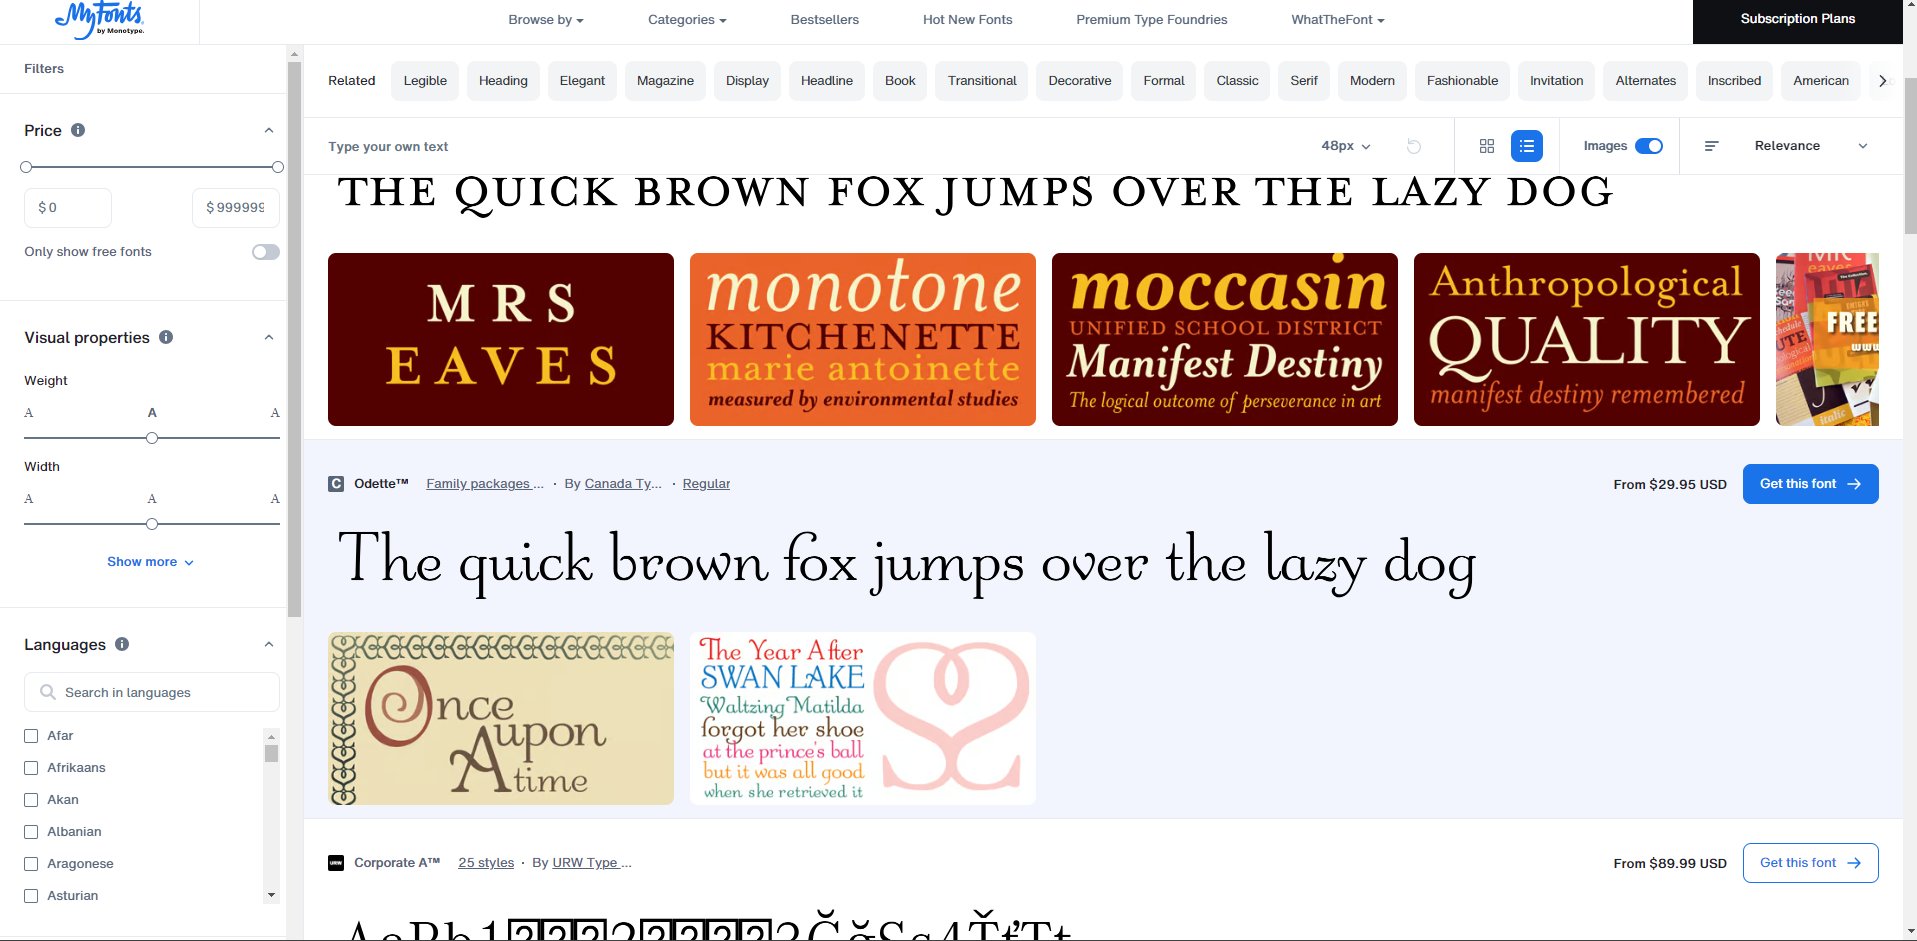 MyFonts
by Monotype.
Browse by
Categories
Bestsellers
Hot New Fonts
Premium Type Foundries
WhatTheFont
Subscription Plans
Filters
Related
Legible
Heading
Elegant
Magazine
Display
Headline
Book
Transitional
Decorative
Formal
Classic
Serif
Modern
Fashionable
Invitation
Alternates
Inscribed
American
Price
$ 0
$ 999999
Only show free fonts
Visual properties
Weight
A A A
Width
A A A
Show more
Languages
Search in languages
Afar
Afrikaans
Akan
Albanian
Aragonese
Asturian
Type your own text
48px
Images
Relevance
THE QUICK BROWN FOX JUMPS OVER THE LAZY DOG
MRS
EAVES
monotone
KITCHENETTE
marie antoinette
measured by environmental studies
moccasin
UNIFIED SCHOOL DISTRICT
Manifest Destiny
The logical outcome of perseverance in art
Anthropological
QUALITY
manifest destiny remembered
FREE
italic
C Odette™ Family packages ... · By Canada Ty... · Regular
From $29.95 USD
Get this font
The quick brown fox jumps over the lazy dog
Once
Aupon
Atime
The Year After
SWAN LAKE
Waltzing Matilda
forgot her shoe
at the prince's ball
but it was all good
when she retrieved it
URW Corporate A™ 25 styles · By URW Type ...
From $89.99 USD
Get this font